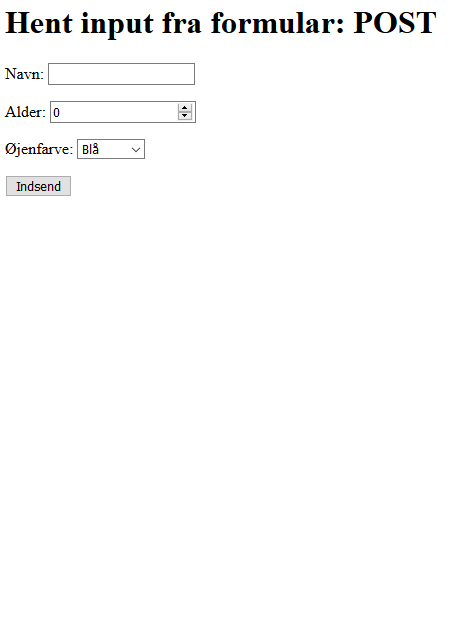 Hent input fra formular: POST
Navn:
Alder: 0
Øjenfarve: Blå
Indsend